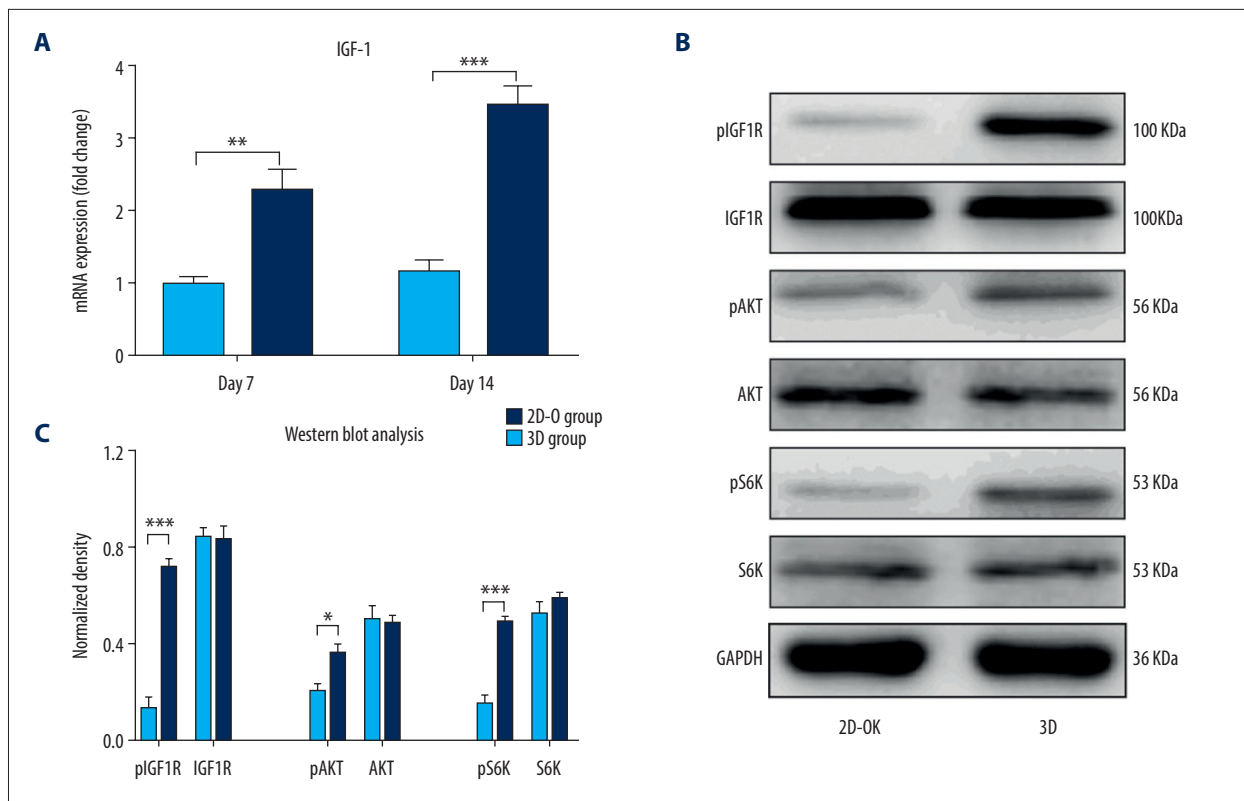 A
IGF-1
mRNA expression (fold change)
4
3
2
1
0
**
***
Day 7
Day 14
B
pIGF1R
100 KDa
IGF1R
100KDa
pAKT
56 KDa
AKT
56 KDa
pS6K
53 KDa
S6K
53 KDa
GAPDH
36 KDa
2D-OK
3D
C
Western blot analysis
2D-O group
3D group
Normalized density
1.2
0.8
0.4
0.0
***
*
***
pIGF1R
IGF1R
pAKT
AKT
pS6K
S6K